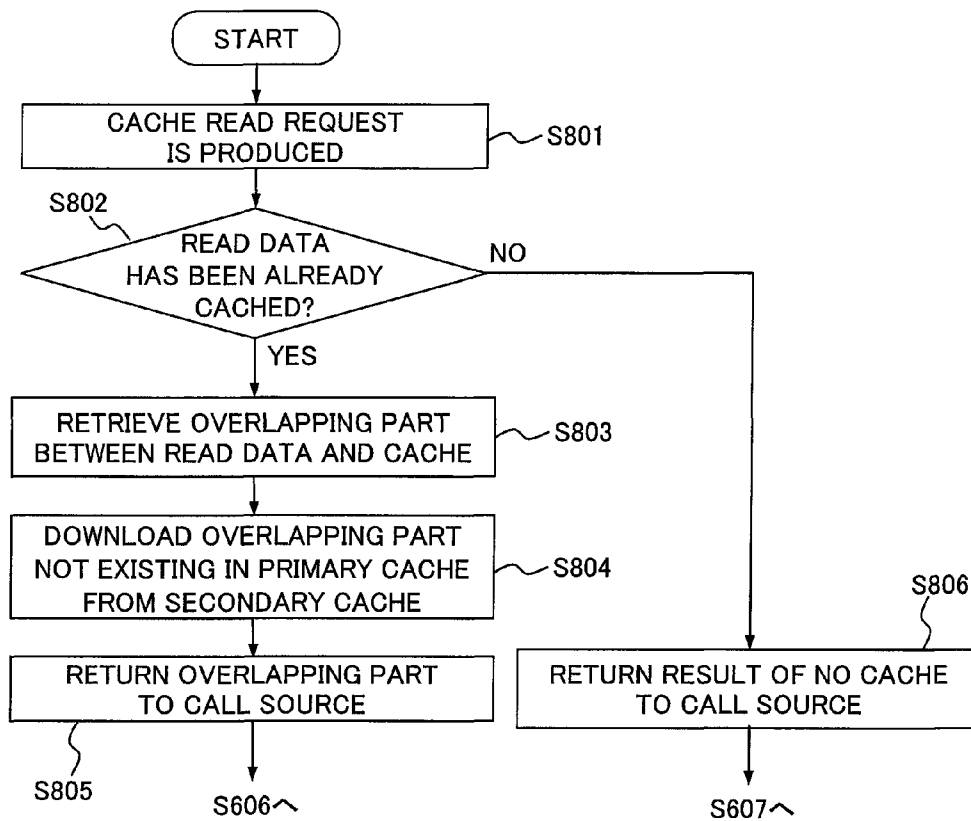 START
CACHE READ REQUEST
IS PRODUCED
S801
S802
READ DATA
HAS BEEN ALREADY
CACHED?
NO
YES
RETRIEVE OVERLAPPING PART
BETWEEN READ DATA AND CACHE
S803
DOWNLOAD OVERLAPPING PART
NOT EXISTING IN PRIMARY CACHE
FROM SECONDARY CACHE
S804
S806
RETURN OVERLAPPING PART
TO CALL SOURCE
RETURN RESULT OF NO CACHE
TO CALL SOURCE
S805
S606へ
S607へ